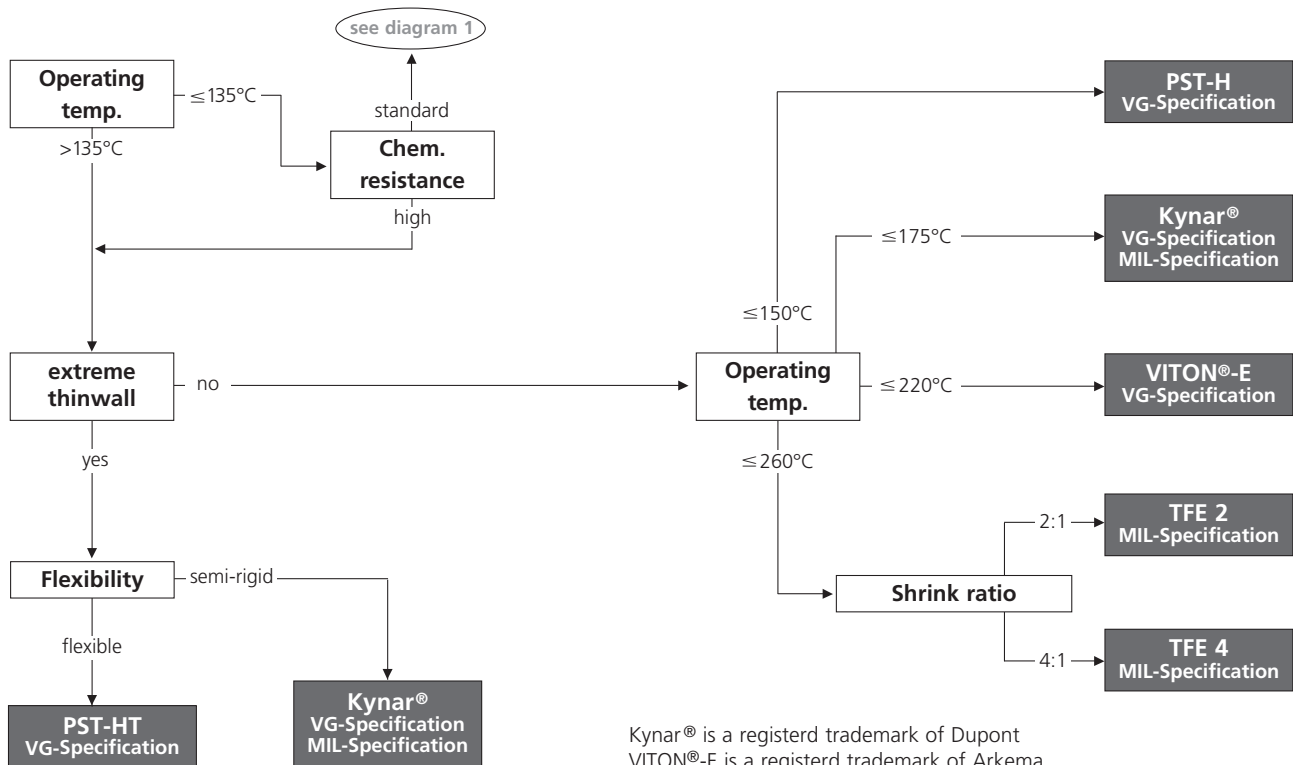 see diagram 1
Operating
temp.
≤135°C
>135°C
standard
Chem.
resistance
high
extreme
thinwall
no
yes
Flexibility
semi-rigid
flexible
PST-HT
VG-Specification
Kynar®
VG-Specification
MIL-Specification
Operating
temp.
≤150°C
≤175°C
≤220°C
≤260°C
PST-H
VG-Specification
Kynar®
VG-Specification
MIL-Specification
VITON®-E
VG-Specification
Shrink ratio
2:1
4:1
TFE 2
MIL-Specification
TFE 4
MIL-Specification
Kynar® is a registerd trademark of Dupont
VITON®-E is a registerd trademark of Arkema